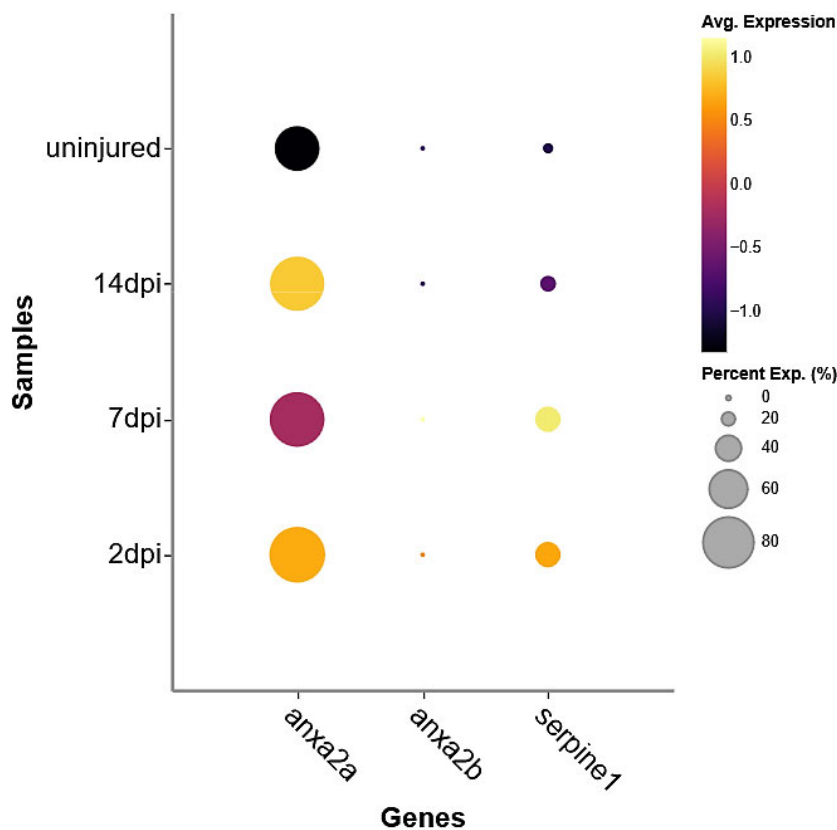 Avg. Expression
1.0
0.5
0.0
−0.5
−1.0
Percent Exp. (%)
0
20
40
60
80
Samples
uninjured
14dpi
7dpi
2dpi
anxa2a
anxa2b
serpine1
Genes